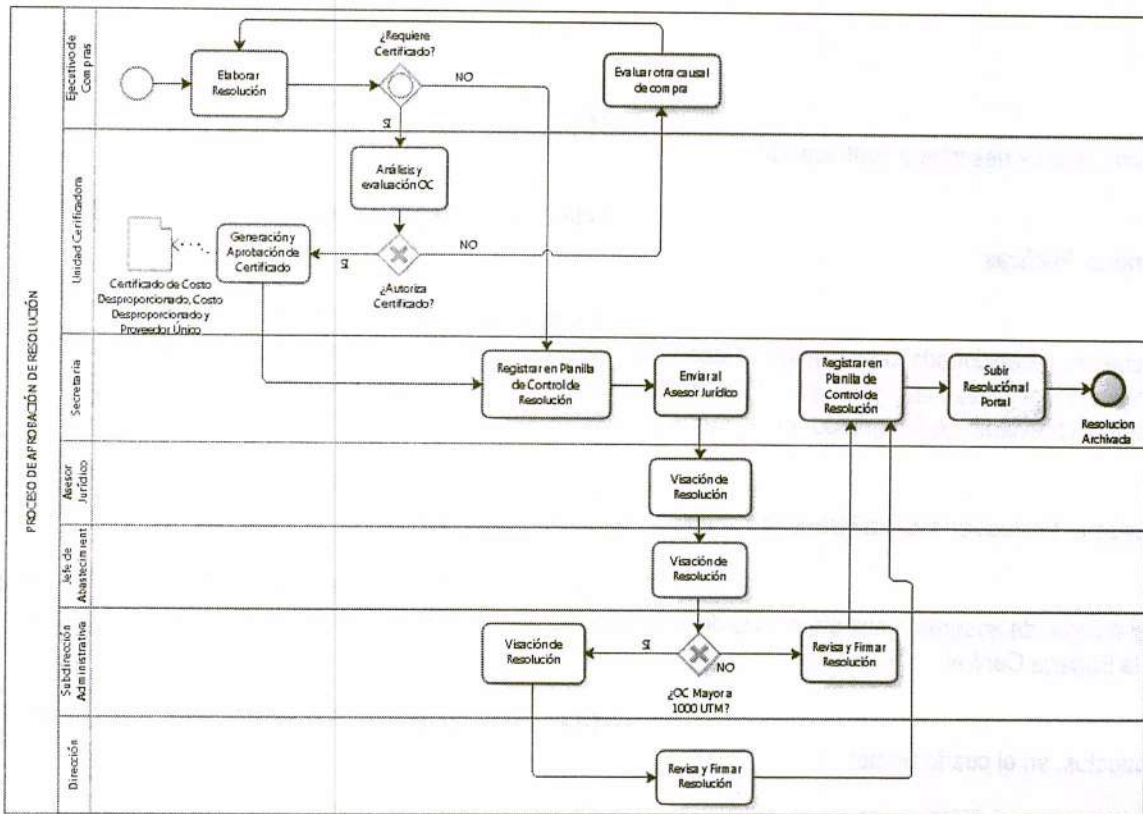 PROCESO DE APROBACIÓN DE RESOLUCIÓN
Ejecutivo de
Compras
Elaborar
Resolución
¿Requiere
Certificado?
NO
SI
Evaluar otra causal
de compra
Unidad Cerificadora
Análisis y
evaluación OC
Generación y
Aprobación de
Certificado
SI
NO
¿Autoriza
Certificado?
Certificado de Costo
Desproporcionado, Costo
Desproporcionado y
Proveedor Único
Secretaria
Registrar en Planilla
de Control de
Resolución
Enviar al
Asesor Jurídico
Registrar en
Planilla de
Control de
Resolución
Subir
Resolución al
Portal
Resolucion
Archivada
Asesor
Jurídico
Visación de
Resolución
Jefe de
Abastecimient
Visación de
Resolución
Subdirección
Administrativa
Visación de
Resolución
SI
NO
¿OC Mayor a
1000 UTM?
Revisa y Firmar
Resolución
Dirección
Revisa y Firmar
Resolución